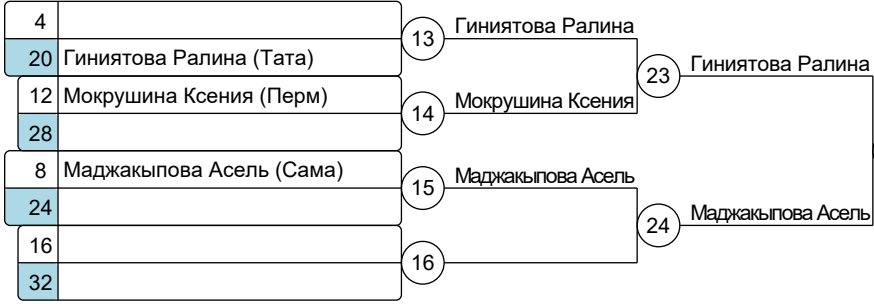 4
20 Гиниятова Ралина (Тата)
12 Мокрушина Ксения (Перм)
28
8 Маджакыпова Асель (Сама)
24
16
32
13 Гиниятова Ралина
14 Мокрушина Ксения
15 Маджакыпова Асель
16
23 Гиниятова Ралина
24 Маджакыпова Асель